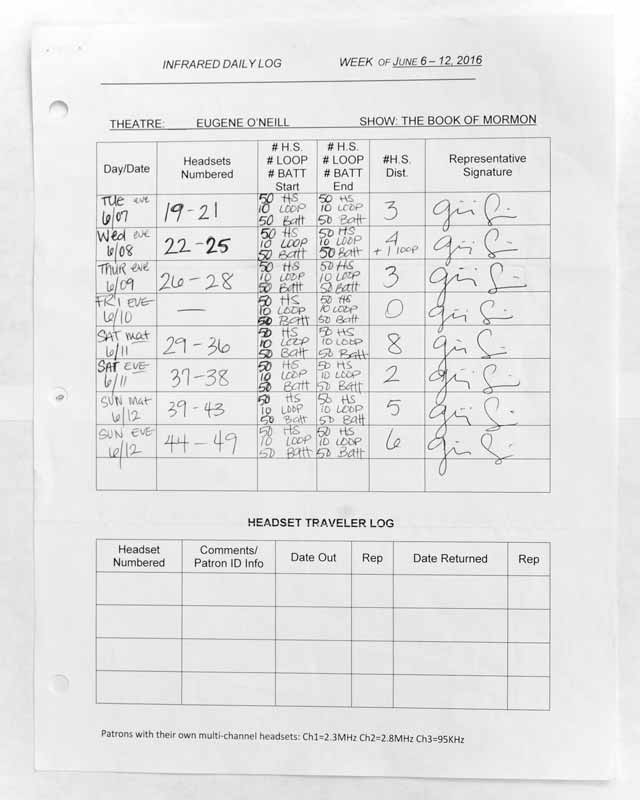 INFRARED DAILY LOG WEEK OF JUNE 6 – 12, 2016
THEATRE: EUGENE O'NEILL SHOW: THE BOOK OF MORMON
Day/Date
Headsets
Numbered
# H.S.
# LOOP
# BATT
Start
# H.S.
# LOOP
# BATT
End
#H.S.
Dist.
Representative
Signature
TUE eve
6/07
19 - 21
50 HS
10 LOOP
50 Batt
50 HS
10 LOOP
50 Batt
3
Wed eve
6/08
22 - 25
50 HS
10 LOOP
50 Batt
50 HS
10 LOOP
50 Batt
4
+ 1 loop
THUR eve
6/09
26 - 28
50 HS
10 LOOP
50 Batt
50 HS
10 LOOP
50 Batt
3
FRI EVE
6/10
—
50 HS
10 LOOP
50 Batt
50 HS
10 LOOP
50 Batt
0
SAT mat
6/11
29 - 36
50 HS
10 LOOP
50 Batt
50 HS
10 LOOP
50 Batt
8
SAT EVE
6/11
37 - 38
50 HS
10 LOOP
50 Batt
50 HS
10 LOOP
50 Batt
2
SUN mat
6/12
39 - 43
50 HS
10 LOOP
50 Batt
50 HS
10 LOOP
50 Batt
5
SUN EVE
6/12
44 - 49
50 HS
10 LOOP
50 Batt
50 HS
10 LOOP
50 Batt
6
HEADSET TRAVELER LOG
Headset
Numbered
Comments/
Patron ID Info
Date Out
Rep
Date Returned
Rep
Patrons with their own multi-channel headsets: Ch1=2.3MHz Ch2=2.8MHz Ch3=95KHz